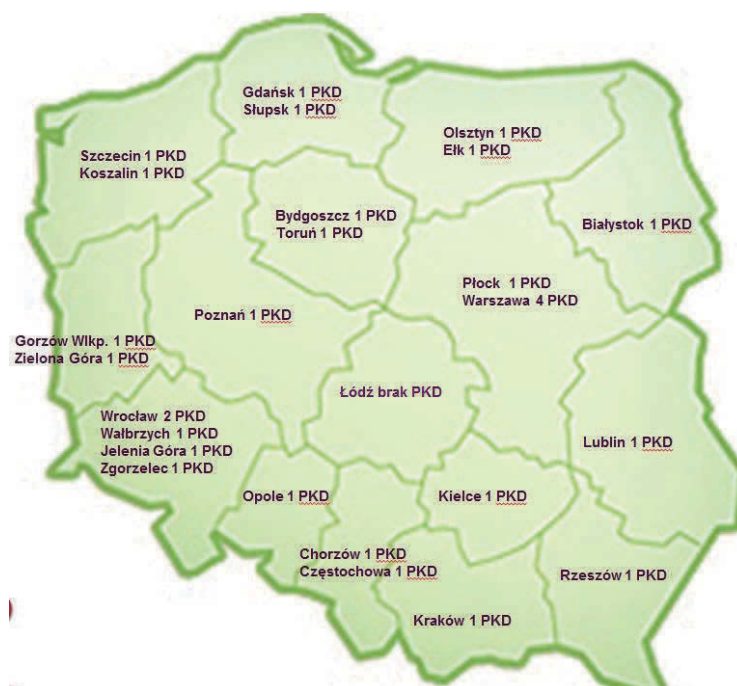 Gdańsk 1 PKD
Słupsk 1 PKD
Olsztyn 1 PKD
Ełk 1 PKD
Szczecin 1 PKD
Koszalin 1 PKD
Bydgoszcz 1 PKD
Toruń 1 PKD
Białystok 1 PKD
Płock 1 PKD
Warszawa 4 PKD
Poznań 1 PKD
Gorzów Wlkp. 1 PKD
Zielona Góra 1 PKD
Łódź brak PKD
Wrocław 2 PKD
Wałbrzych 1 PKD
Jelenia Góra 1 PKD
Zgorzelec 1 PKD
Lublin 1 PKD
Opole 1 PKD
Kielce 1 PKD
Chorzów 1 PKD
Częstochowa 1 PKD
Rzeszów 1 PKD
Kraków 1 PKD